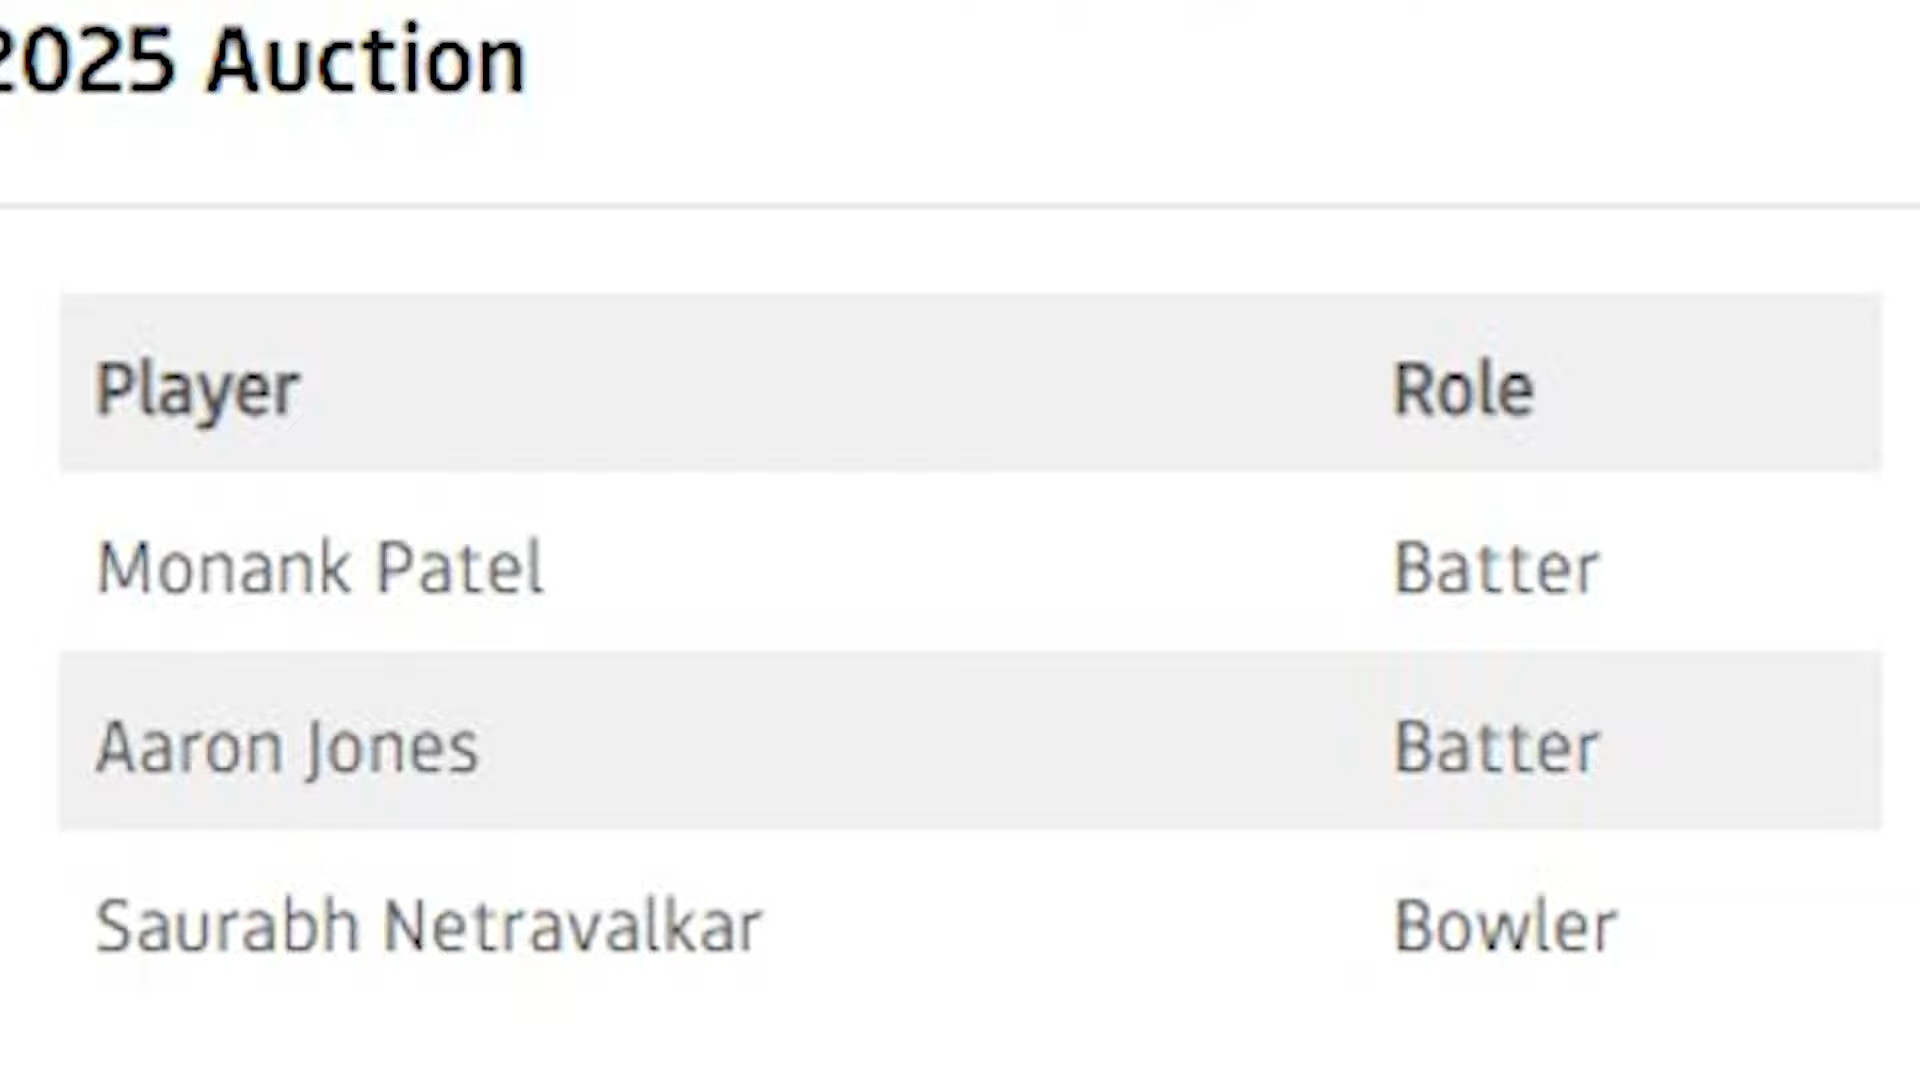 2025 Auction
Player Role
Monank Patel Batter
Aaron Jones Batter
Saurabh Netravalkar Bowler